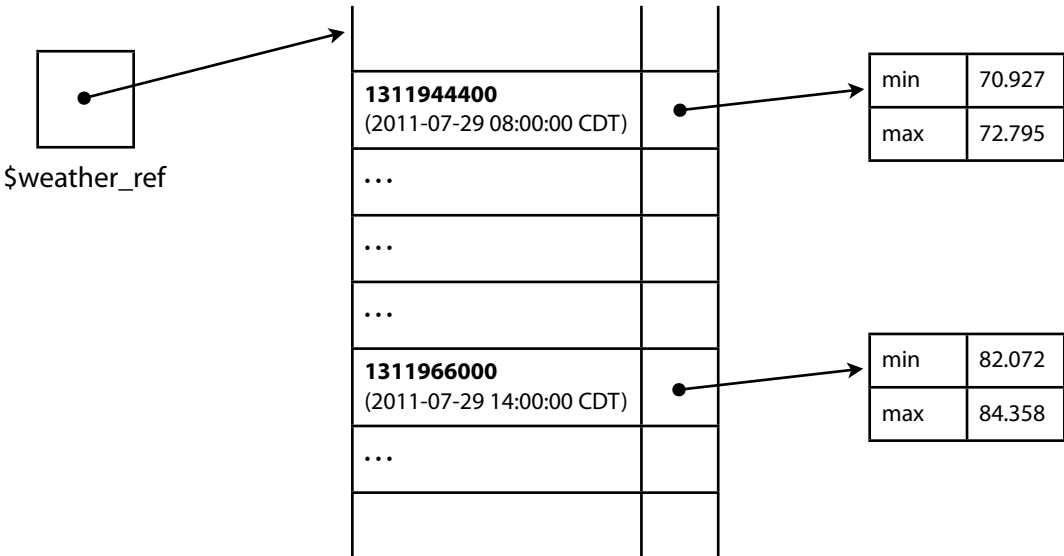 $weather_ref
1311944400
(2011-07-29 08:00:00 CDT)
...
...
...
1311966000
(2011-07-29 14:00:00 CDT)
...
min 70.927
max 72.795
min 82.072
max 84.358